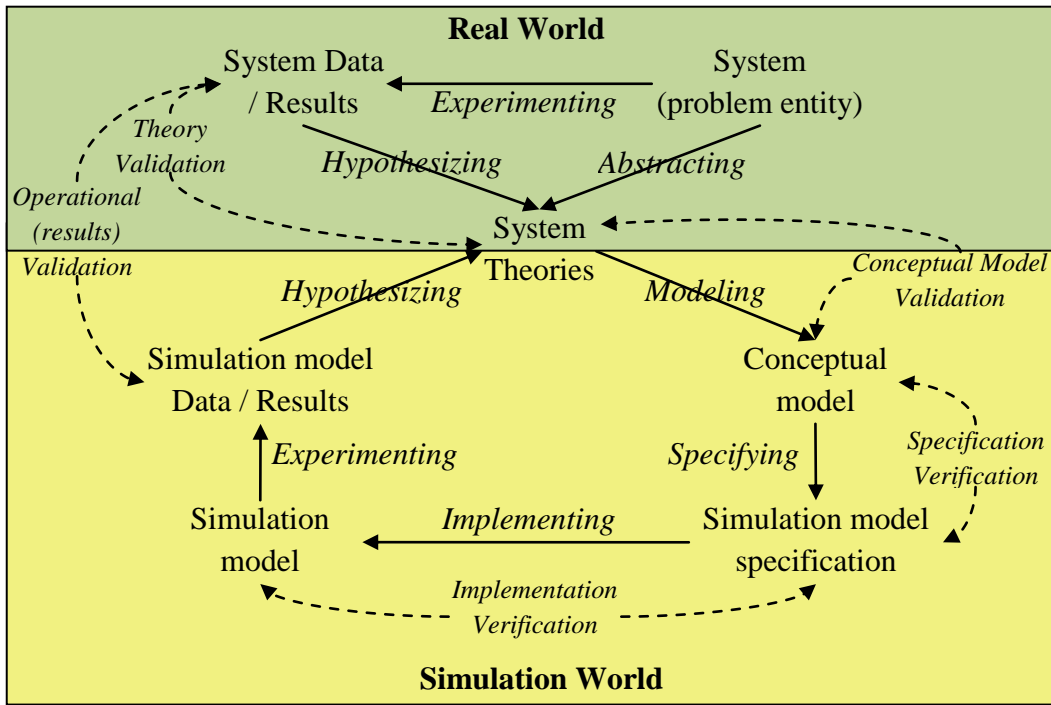 Real World
System Data
/ Results
Experimenting
System
(problem entity)
Theory
Validation
Hypothesizing
Abstracting
Operational
(results)
Validation
System
Theories
Hypothesizing
Modeling
Conceptual Model
Validation
Simulation model
Data / Results
Conceptual
model
Experimenting
Specifying
Specification
Verification
Simulation
model
Implementing
Simulation model
specification
Implementation
Verification
Simulation World